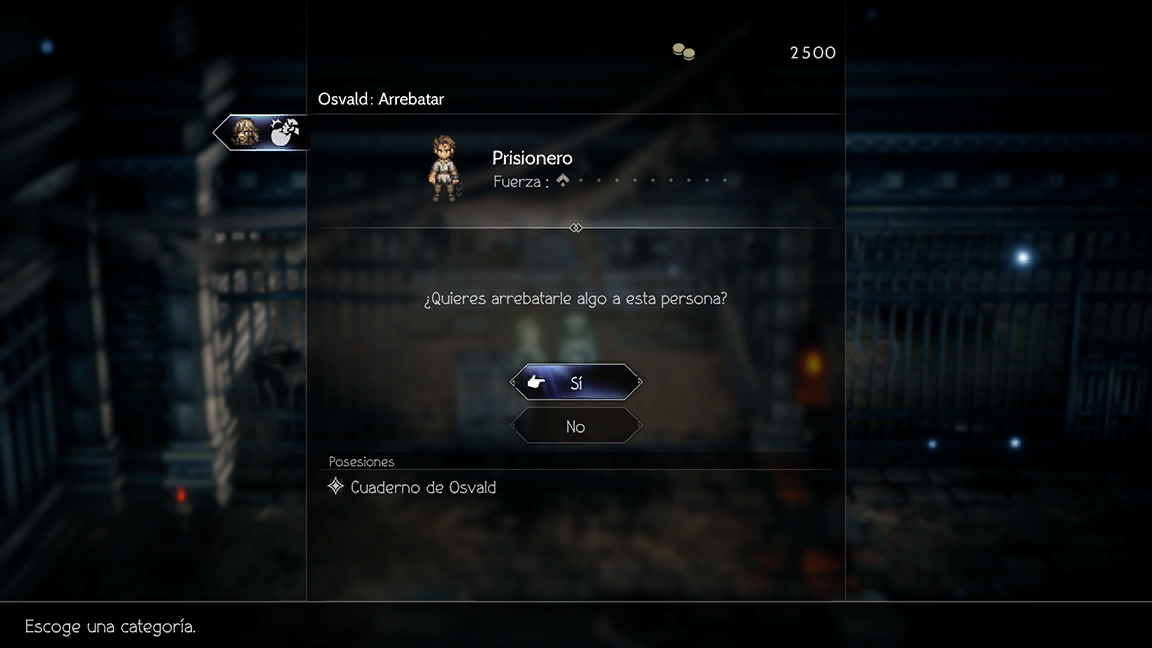 2500
Osvald: Arrebatar
Prisionero
Fuerza :
¿Quieres arrebatarle algo a esta persona?
Sí
No
Posesiones
Cuaderno de Osvald
Escoge una categoría.